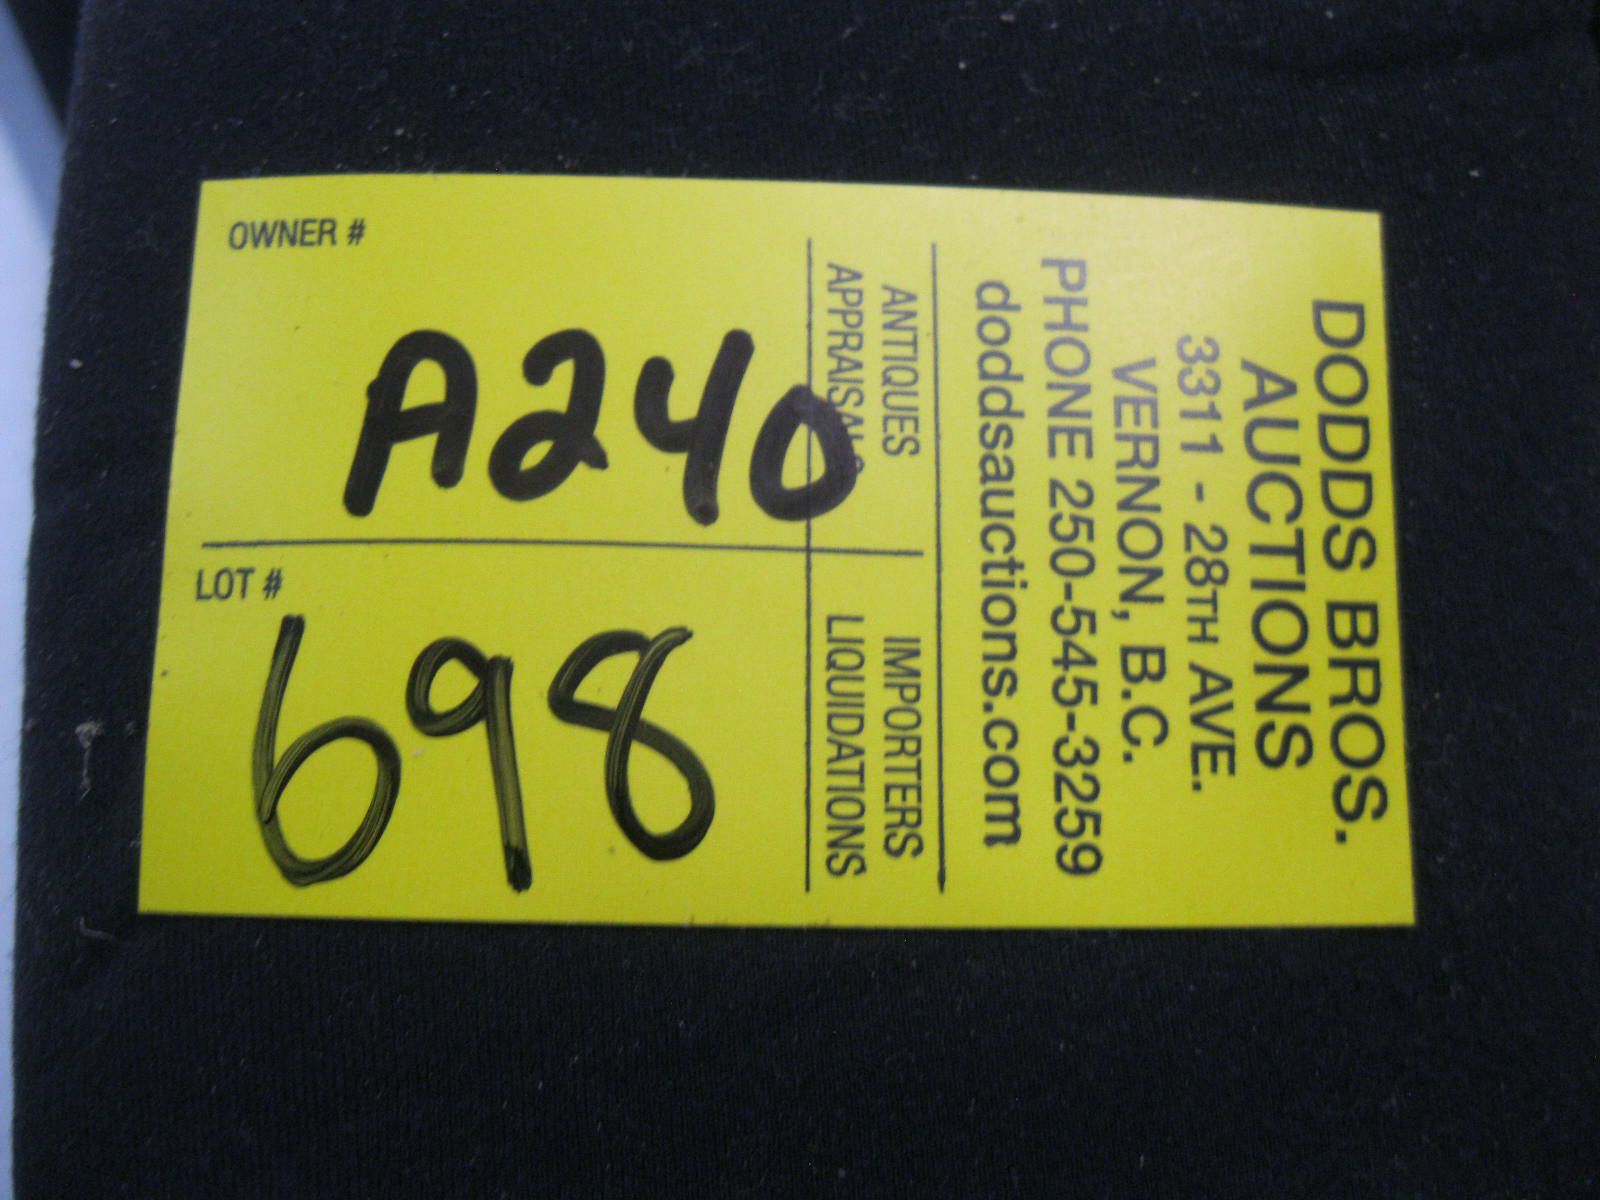 OWNER #
A240
LOT #
698
DODDS BROS.
AUCTIONS
3311 - 28TH AVE.
VERNON, B.C.
PHONE 250-545-3259
doddsauctions.com
ANTIQUES
APPRAISALS
IMPORTERS
LIQUIDATIONS